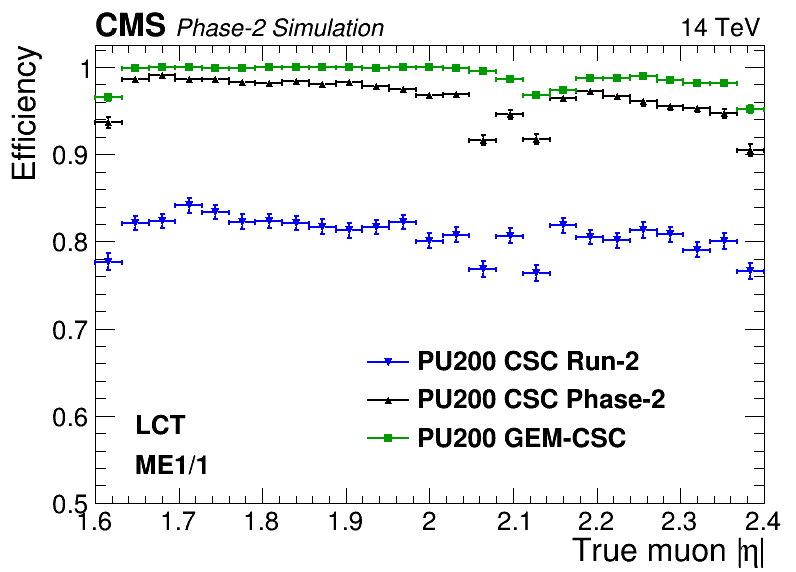 CMS Phase-2 Simulation 14 TeV
Efficiency
1
0.9
0.8
0.7
0.6
0.5
PU200 CSC Run-2
PU200 CSC Phase-2
PU200 GEM-CSC
LCT
ME1/1
1.6 1.7 1.8 1.9 2 2.1 2.2 2.3 2.4
True muon |η|